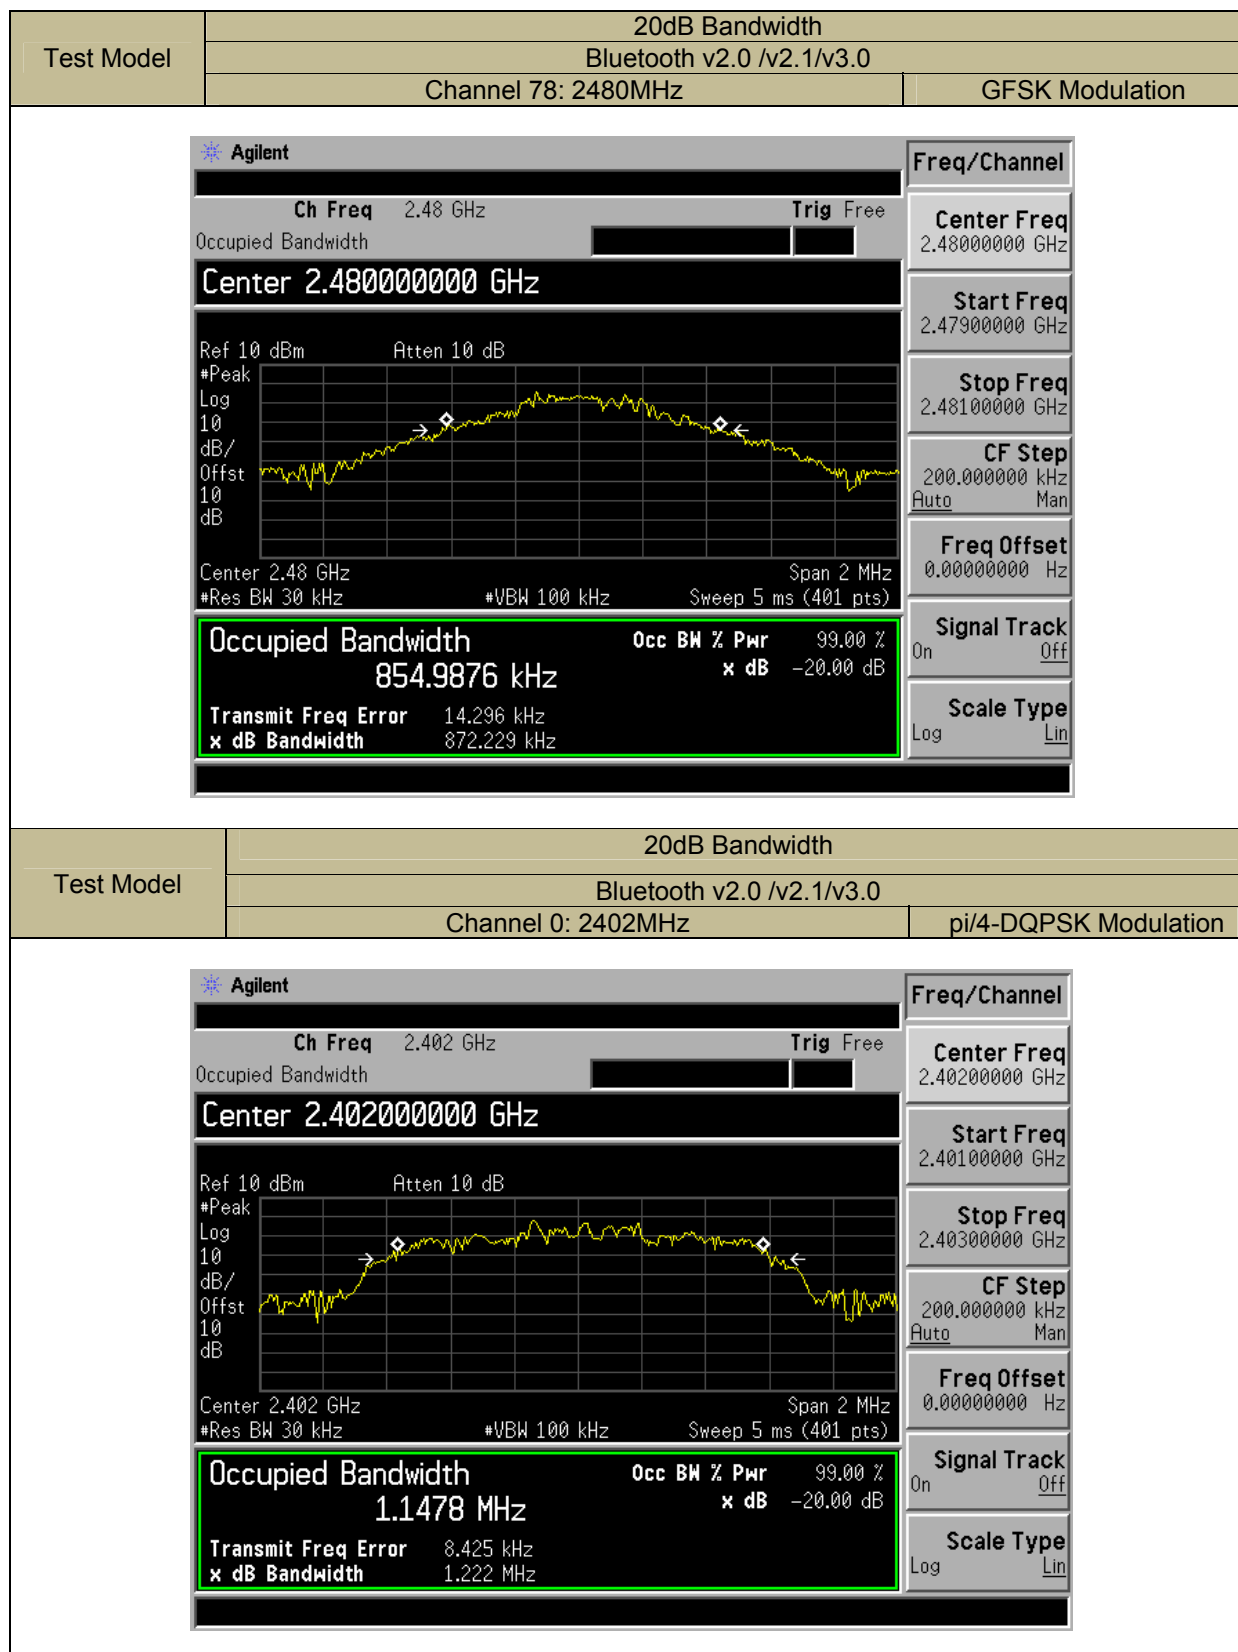 Test Model
20dB Bandwidth
Bluetooth v2.0 /v2.1/v3.0
Channel 78: 2480MHz
GFSK Modulation
Agilent
Ch Freq 2.48 GHz
Trig Free
Occupied Bandwidth
Center 2.480000000 GHz
Ref 10 dBm
Atten 10 dB
#Peak
Log
10
dB/
Offst
10
dB
Center 2.48 GHz
Span 2 MHz
#Res BW 30 kHz
#VBW 100 kHz
Sweep 5 ms (401 pts)
Occupied Bandwidth
854.9876 kHz
Occ BW % Pwr 99.00 %
x dB -20.00 dB
Transmit Freq Error 14.296 kHz
x dB Bandwidth 872.229 kHz
Freq/Channel
Center Freq
2.48000000 GHz
Start Freq
2.47900000 GHz
Stop Freq
2.48100000 GHz
CF Step
200.000000 kHz
Auto Man
Freq Offset
0.00000000 Hz
Signal Track
On Off
Scale Type
Log Lin
Test Model
20dB Bandwidth
Bluetooth v2.0 /v2.1/v3.0
Channel 0: 2402MHz
pi/4-DQPSK Modulation
Agilent
Ch Freq 2.402 GHz
Trig Free
Occupied Bandwidth
Center 2.402000000 GHz
Ref 10 dBm
Atten 10 dB
#Peak
Log
10
dB/
Offst
10
dB
Center 2.402 GHz
Span 2 MHz
#Res BW 30 kHz
#VBW 100 kHz
Sweep 5 ms (401 pts)
Occupied Bandwidth
1.1478 MHz
Occ BW % Pwr 99.00 %
x dB -20.00 dB
Transmit Freq Error 8.425 kHz
x dB Bandwidth 1.222 MHz
Freq/Channel
Center Freq
2.40200000 GHz
Start Freq
2.40100000 GHz
Stop Freq
2.40300000 GHz
CF Step
200.000000 kHz
Auto Man
Freq Offset
0.00000000 Hz
Signal Track
On Off
Scale Type
Log Lin